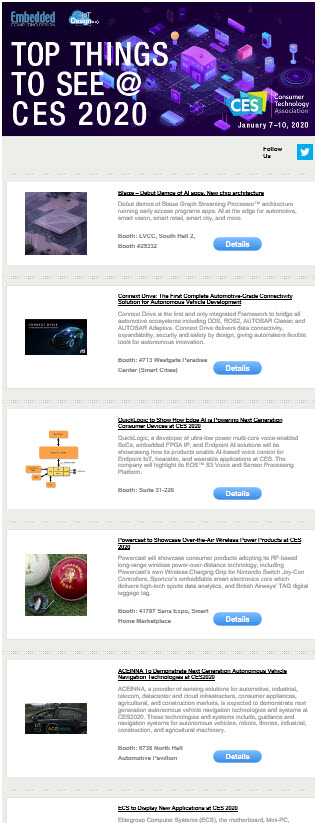 Embedded
COMPUTING DESIGN
IoT
Design
TOP THINGS
TO SEE @
CES 2020
CES
Consumer
Technology
Association
January 7–10, 2020
Follow
Us
Blaize – Debut Demos of AI apps, New chip architecture
Debut demos of Blaize Graph Streaming Processor™ architecture
running early access programs apps. AI at the edge for automotive,
smart vision, smart retail, smart city, and more.
Booth: LVCC, South Hall 2,
Booth #25332
Details
Connext Drive: The First Complete Automotive-Grade Connectivity
Solution for Autonomous Vehicle Development
Connext Drive is the first and only integrated Framework to bridge all
automotive ecosystems including DDS, ROS2, AUTOSAR Classic and
AUTOSAR Adaptive. Connext Drive delivers data connectivity,
expandability, security and safety by design, giving automakers flexible
tools for autonomous innovation.
CONNEXT DRIVE
Booth: #713 Westgate Paradise
Center (Smart Cities)
Details
QuickLogic to Show How Edge AI is Powering Next Generation
Consumer Devices at CES 2020
QuickLogic, a developer of ultra-low power multi-core voice-enabled
SoCs, embedded FPGA IP, and Endpoint AI solutions will be
showcasing how its products enable AI-based voice control for
Endpoint IoT, hearable, and wearable applications at CES. The
company will highlight its EOS™ S3 Voice and Sensor Processing
Platform.
Booth: Suite 31-220
Details
Powercast to Showcase Over-the-Air Wireless Power Products at CES
2020
Powercast will showcase consumer products adopting its RF-based
long-range wireless power-over-distance technology, including
Powercast's own Wireless Charging Grip for Nintendo Switch Joy-Con
Controllers, Sportcor's embeddable smart electronics core which
delivers high-tech sports data analytics, and British Airways' TAG digital
luggage tag.
Booth: 41767 Sans Expo, Smart
Home Marketplace
Details
ACEINNA To Demonstrate Next Generation Autonomous Vehicle
Navigation Technologies at CES2020
ACEINNA, a provider of sensing solutions for automotive, industrial,
telecom, datacenter and cloud infrastructure, consumer appliances,
agricultural, and construction markets, is expected to demonstrate next
generation autonomous vehicle navigation technologies and systems at
CES2020. These technologies and systems include, guidance and
navigation systems for autonomous vehicles, robots, drones, industrial,
construction, and agricultural machinery.
Booth: 8738 North Hall
Automotive Pavilion
Details
ECS to Display New Applications at CES 2020
Elitegroup Computer Systems (ECS), the motherboard, Mini-PC,